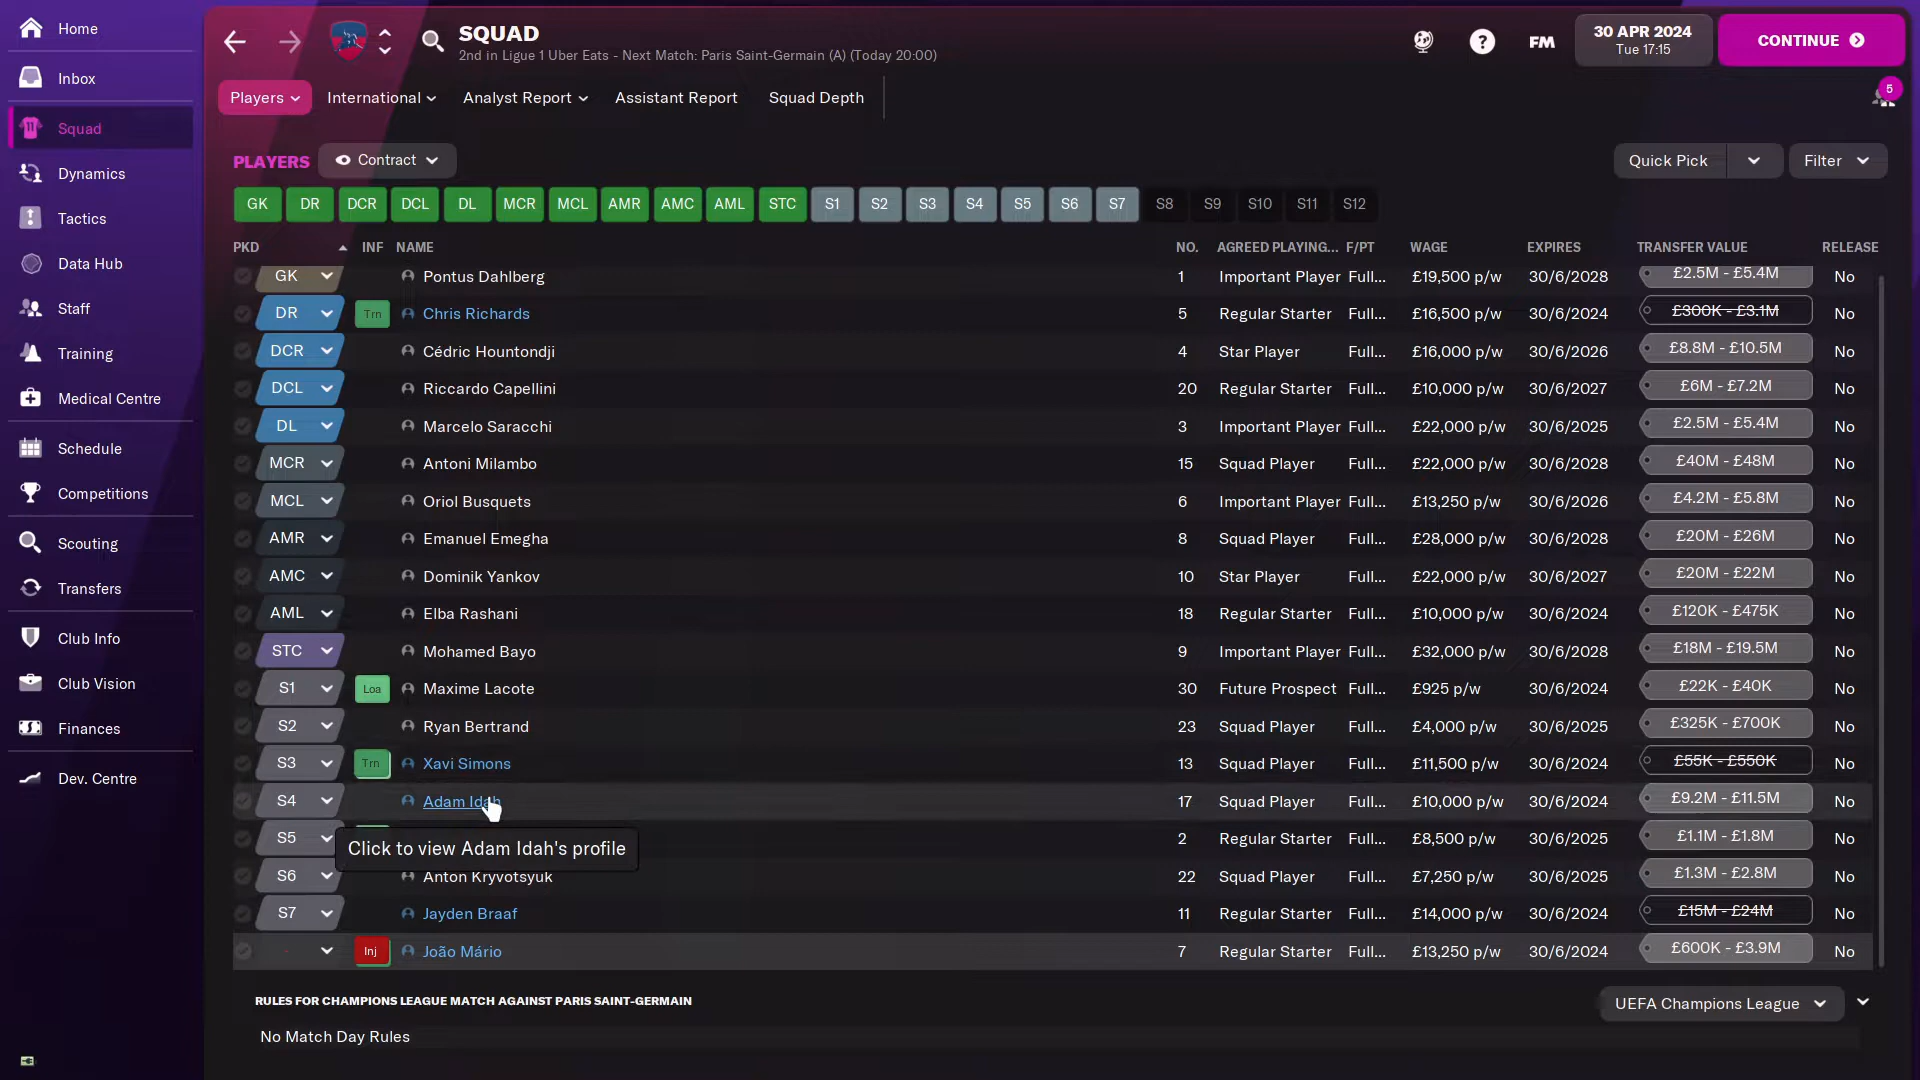 Home
Inbox
Squad
Dynamics
Tactics
Data Hub
Staff
Training
Medical Centre
Schedule
Competitions
Scouting
Transfers
Club Info
Club Vision
Finances
Dev. Centre
SQUAD
2nd in Ligue 1 Uber Eats - Next Match: Paris Saint-Germain (A) (Today 20:00)
FM
30 APR 2024
Tue 17:15
CONTINUE
Players International Analyst Report Assistant Report Squad Depth
5
PLAYERS Contract Quick Pick Filter
GK DR DCR DCL DL MCR MCL AMR AMC AML STC S1 S2 S3 S4 S5 S6 S7 S8 S9 S10 S11 S12
PKD INF NAME NO. AGREED PLAYING... F/PT WAGE EXPIRES TRANSFER VALUE RELEASE
GK Pontus Dahlberg 1 Important Player Full... £19,500 p/w 30/6/2028 £2.5M - £5.4M No
DR Trn Chris Richards 5 Regular Starter Full... £16,500 p/w 30/6/2024 £300K - £3.1M No
DCR Cédric Hountondji 4 Star Player Full... £16,000 p/w 30/6/2026 £8.8M - £10.5M No
DCL Riccardo Capellini 20 Regular Starter Full... £10,000 p/w 30/6/2027 £6M - £7.2M No
DL Marcelo Saracchi 3 Important Player Full... £22,000 p/w 30/6/2025 £2.5M - £5.4M No
MCR Antoni Milambo 15 Squad Player Full... £22,000 p/w 30/6/2028 £40M - £48M No
MCL Oriol Busquets 6 Important Player Full... £13,250 p/w 30/6/2026 £4.2M - £5.8M No
AMR Emanuel Emegha 8 Squad Player Full... £28,000 p/w 30/6/2028 £20M - £26M No
AMC Dominik Yankov 10 Star Player Full... £22,000 p/w 30/6/2027 £20M - £22M No
AML Elba Rashani 18 Regular Starter Full... £10,000 p/w 30/6/2024 £120K - £475K No
STC Mohamed Bayo 9 Important Player Full... £32,000 p/w 30/6/2028 £18M - £19.5M No
S1 Loa Maxime Lacote 30 Future Prospect Full... £925 p/w 30/6/2024 £22K - £40K No
S2 Ryan Bertrand 23 Squad Player Full... £4,000 p/w 30/6/2025 £325K - £700K No
S3 Trn Xavi Simons 13 Squad Player Full... £11,500 p/w 30/6/2024 £55K - £550K No
S4 Adam Idah 17 Squad Player Full... £10,000 p/w 30/6/2024 £9.2M - £11.5M No
S5 2 Regular Starter Full... £8,500 p/w 30/6/2025 £1.1M - £1.8M No
Click to view Adam Idah's profile
S6 Anton Kryvotsyuk 22 Squad Player Full... £7,250 p/w 30/6/2025 £1.3M - £2.8M No
S7 Jayden Braaf 11 Regular Starter Full... £14,000 p/w 30/6/2024 £15M - £24M No
- Inj João Mário 7 Regular Starter Full... £13,250 p/w 30/6/2024 £600K - £3.9M No
RULES FOR CHAMPIONS LEAGUE MATCH AGAINST PARIS SAINT-GERMAIN
UEFA Champions League
No Match Day Rules